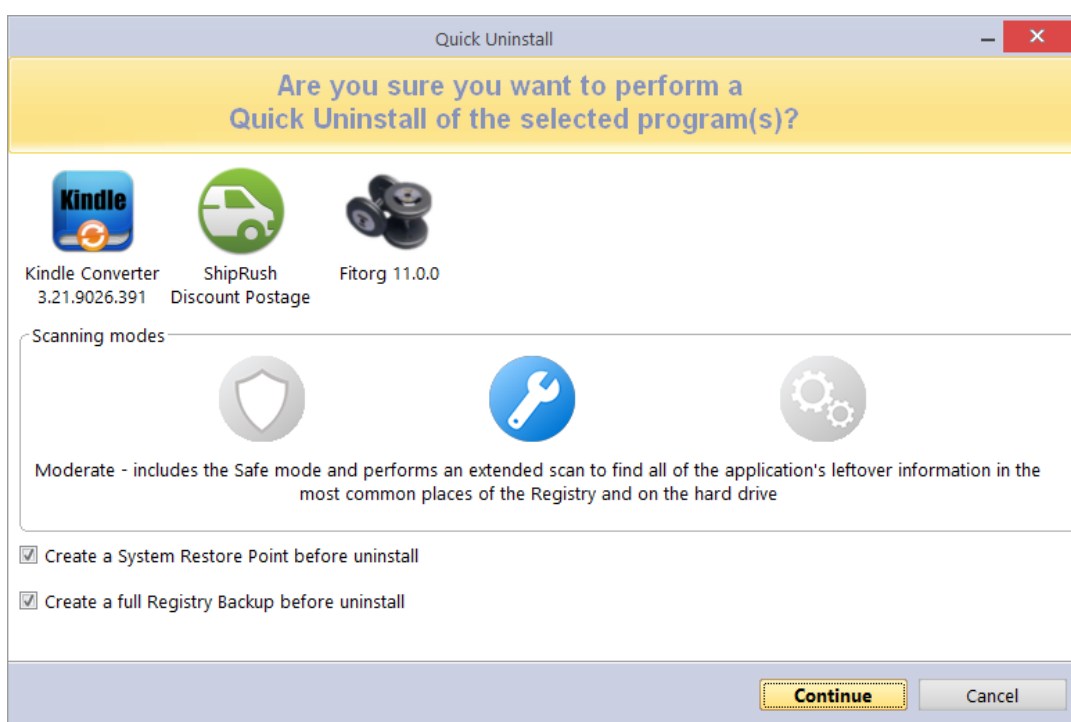 Quick Uninstall
Are you sure you want to perform a
Quick Uninstall of the selected program(s)?
Kindle
Kindle Converter
3.21.9026.391
ShipRush
Discount Postage
Fitorg 11.0.0
Scanning modes
Moderate - includes the Safe mode and performs an extended scan to find all of the application's leftover information in the
most common places of the Registry and on the hard drive
Create a System Restore Point before uninstall
Create a full Registry Backup before uninstall
Continue
Cancel